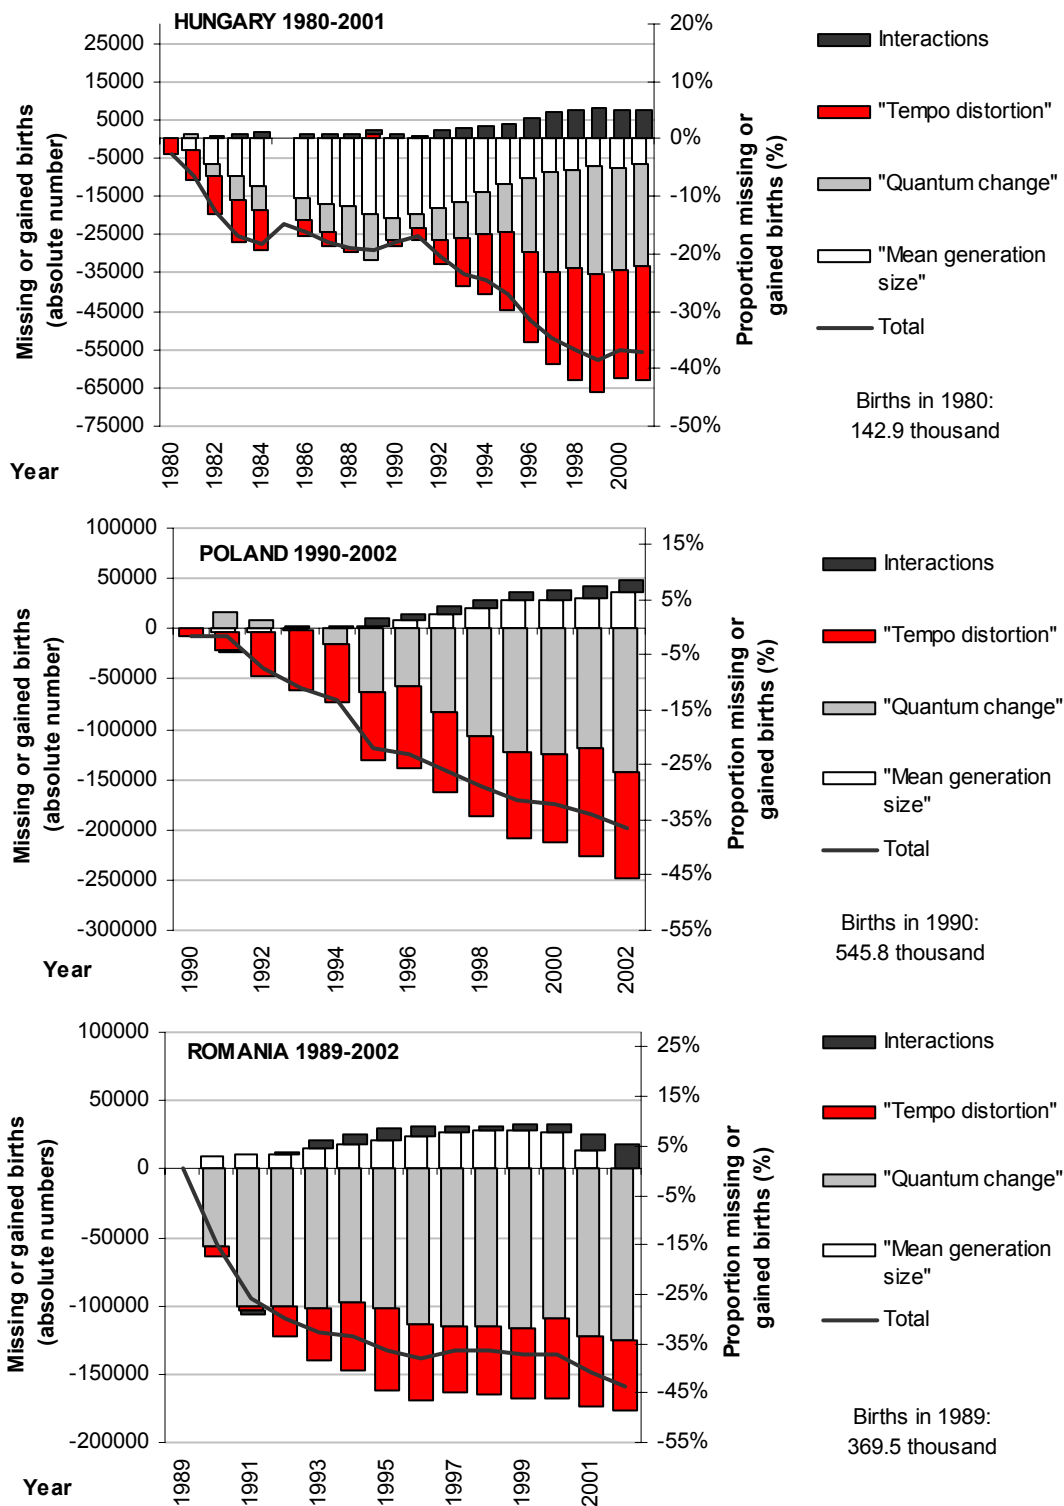 HUNGARY 1980-2001
Missing or gained births
(absolute number)
25000
15000
5000
-5000
-15000
-25000
-35000
-45000
-55000
-65000
-75000
20%
10%
0%
-10%
-20%
-30%
-40%
-50%
Proportion missing or
gained births (%)
Year
1980
1982
1984
1986
1988
1990
1992
1994
1996
1998
2000
Interactions
"Tempo distortion"
"Quantum change"
"Mean generation
size"
Total
Births in 1980:
142.9 thousand
POLAND 1990-2002
Missing or gained births
(absolute number)
100000
50000
0
-50000
-100000
-150000
-200000
-250000
-300000
15%
5%
-5%
-15%
-25%
-35%
-45%
-55%
Proportion missing or
gained births (%)
Year
1990
1992
1994
1996
1998
2000
2002
Interactions
"Tempo distortion"
"Quantum change"
"Mean generation
size"
Total
Births in 1990:
545.8 thousand
ROMANIA 1989-2002
Missing or gained births
(absolute numbers)
100000
50000
0
-50000
-100000
-150000
-200000
25%
15%
5%
-5%
-15%
-25%
-35%
-45%
-55%
Proportion missing or
gained births (%)
Year
1989
1991
1993
1995
1997
1999
2001
Interactions
"Tempo distortion"
"Quantum change"
"Mean generation
size"
Total
Births in 1989:
369.5 thousand